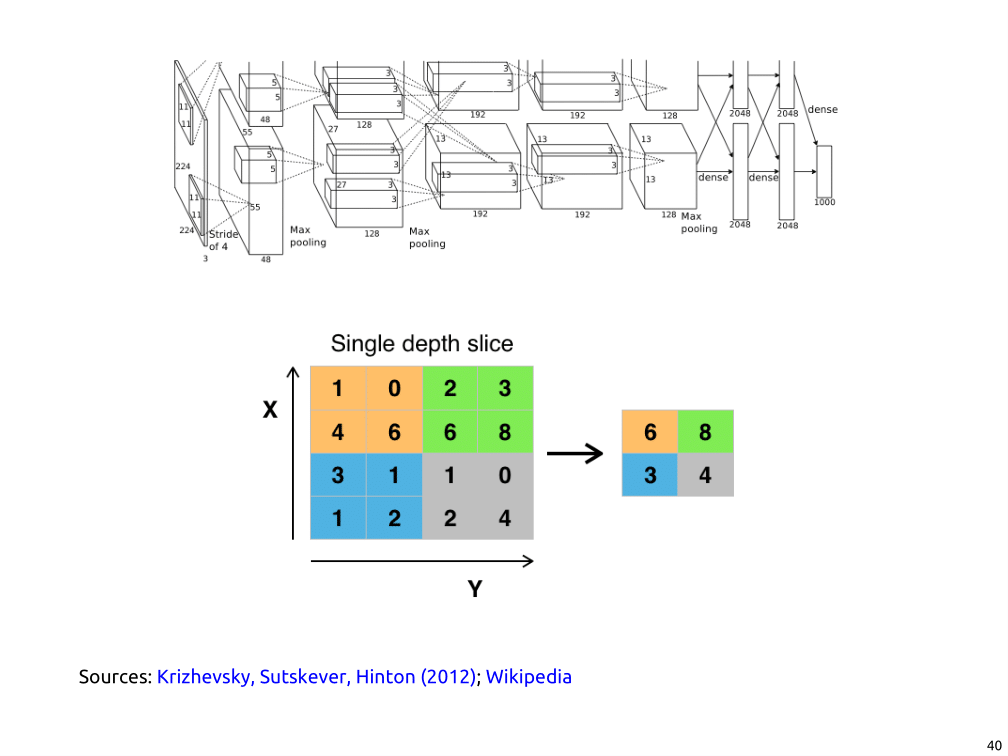 3
3
3
3
3
3
3
5
5
48
11
11
55
27
128
192
192
128
2048
2048
dense
13
13
13
224
5
5
3
3
3
3
13
13
13
dense
dense
27
3
3
11
11
55
1000
224
Stride
of 4
3
48
Max
pooling
128
Max
pooling
192
192
128
Max
pooling
2048
2048
Single depth slice
X
1 0 2 3
4 6 6 8
3 1 1 0
1 2 2 4
6 8
3 4
Y
Sources: Krizhevsky, Sutskever, Hinton (2012); Wikipedia
40